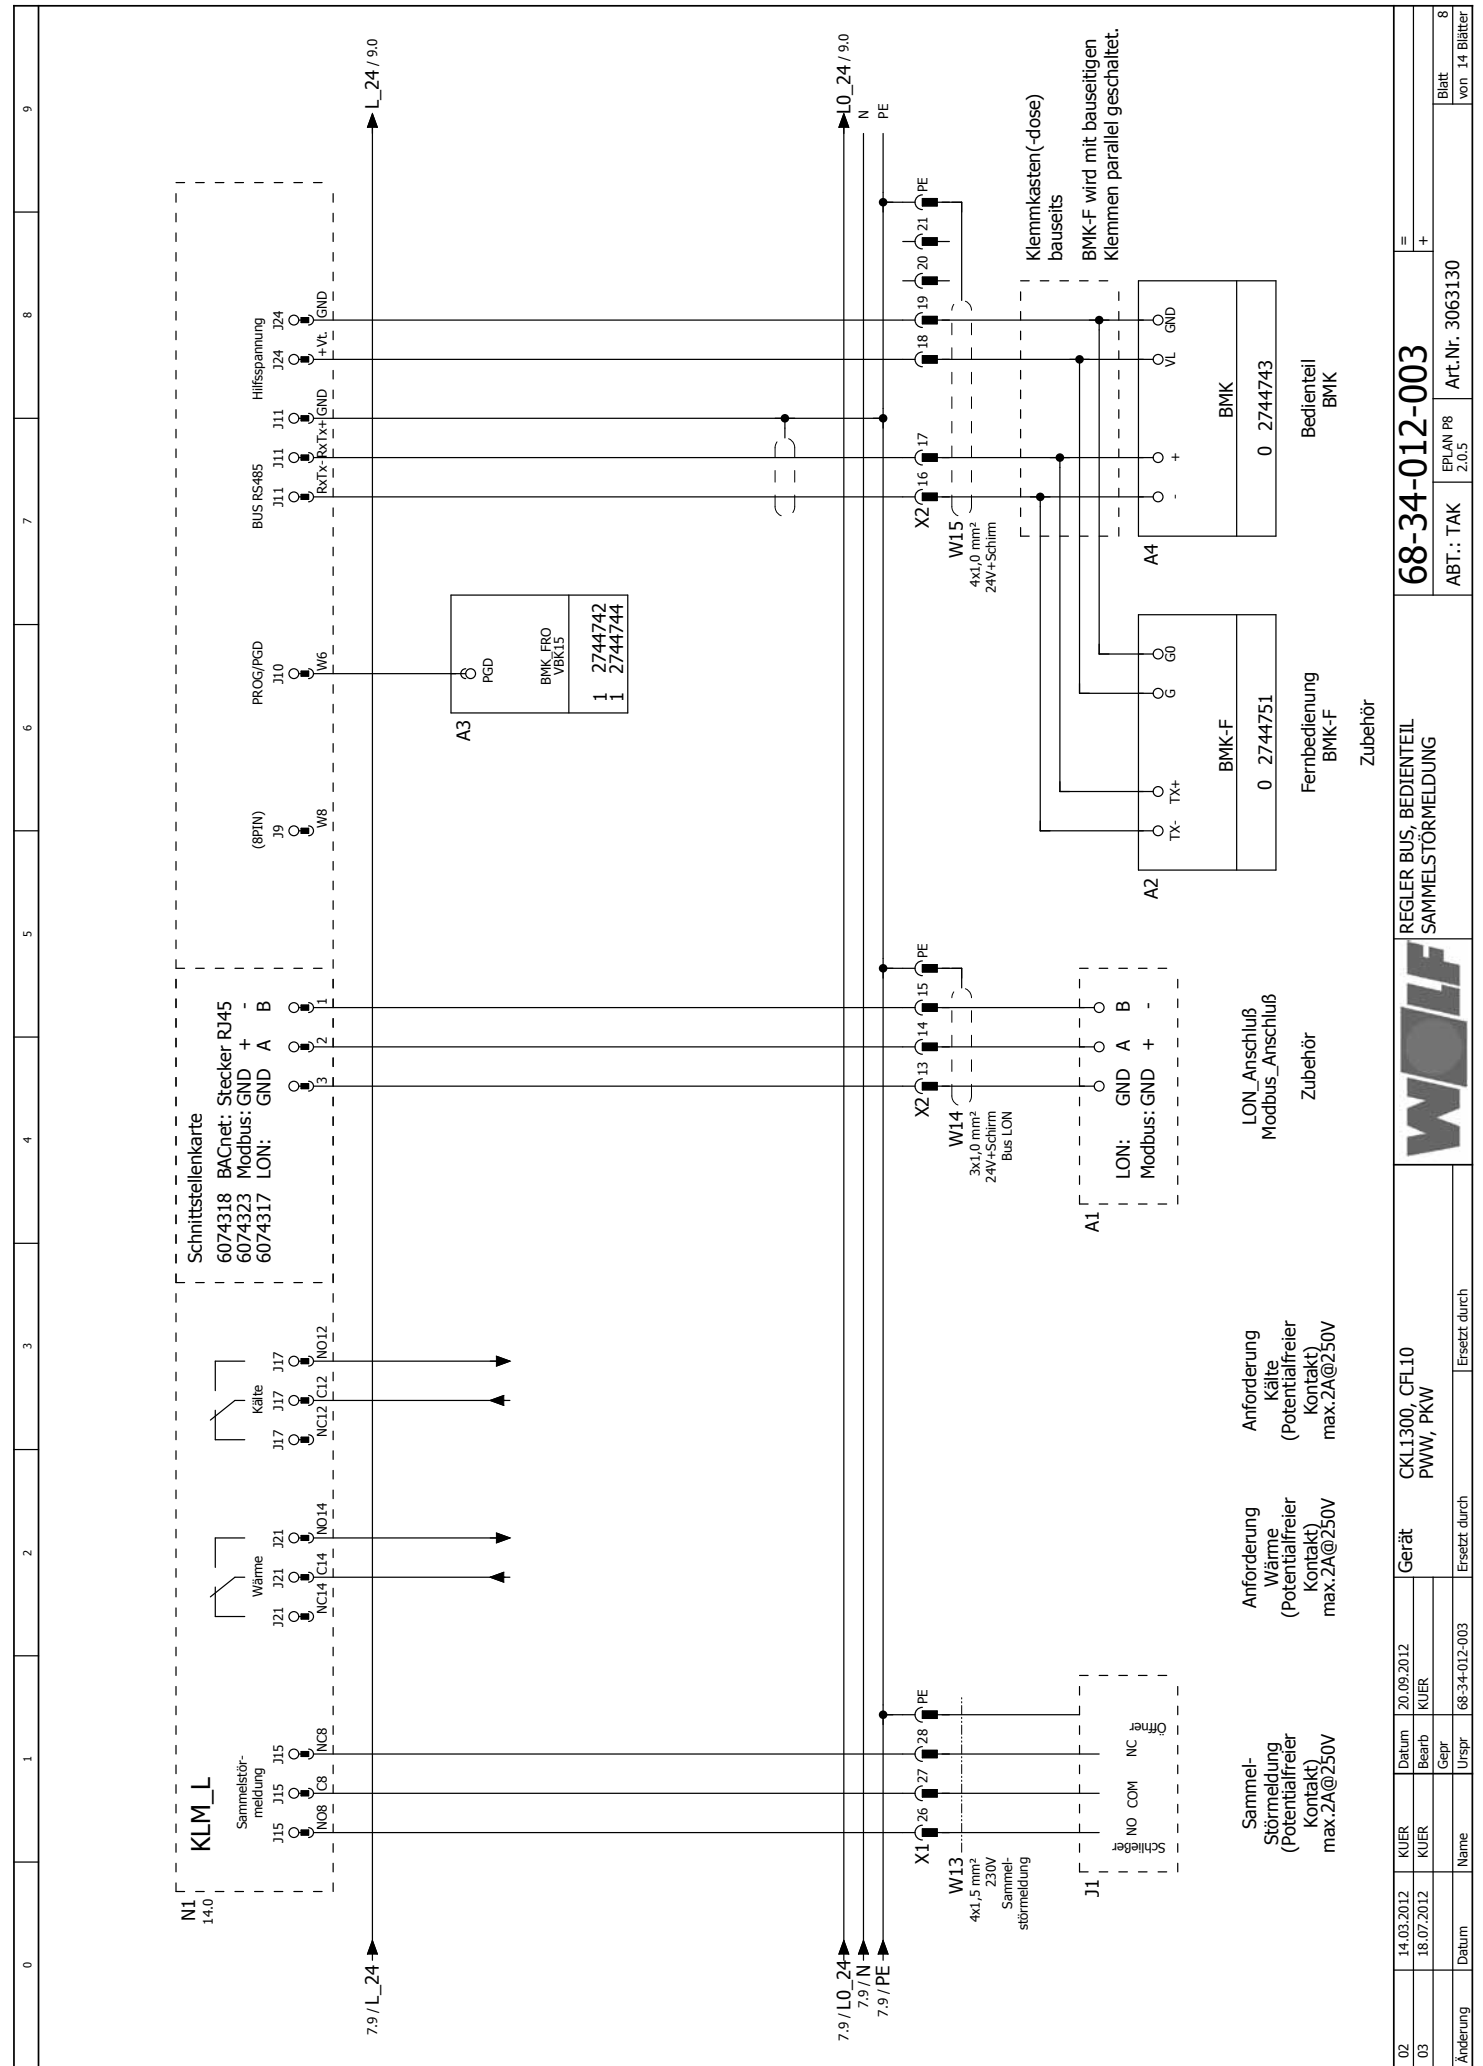 0 1 2 3 4 5 6 7 8 9
N1
14.0
KLM_L
Sammelstör-
meldung
J15 J15 J15
NO8 C8 NC8
Wärme
J21 J21 J21
NC14 C14 NO14
Kälte
J17 J17 J17
NC12 C12 NO12
Schnittstellenkarte
6074318 BACnet: Stecker RJ45
6074323 Modbus: GND + -
6074317 LON: GND A B
3 2 1
(8PIN)
J9
W8
PROG/PGD
J10
W6
BUS RS485
J11 J11 J11
RxTx- RxTx+ GND
Hilfsspannung
J24 J24
+Vt GND
7.9 / L_24
L_24 / 9.0
A3
PGD
BMK_FRO
VBK15
1 2744742
1 2744744
7.9 / L0_24
7.9 / N
7.9 / PE
L0_24 / 9.0
N
PE
X1 26 27 28 PE
W13
4x1,5 mm²
230V
Sammel-
störmeldung
J1
NO COM NC
Schließer
Öffner
X2 13 14 15 PE
W14
3x1,0 mm²
24V+Schirm
Bus LON
A1
LON: GND A B
Modbus: GND + -
X2 16 17 18 19 20 21 PE
W15
4x1,0 mm²
24V+Schirm
Klemmkasten(-dose)
bauseits
BMK-F wird mit bauseitigen
Klemmen parallel geschaltet.
A2
TX- TX+ G G0
BMK-F
0 2744751
A4
- + VL GND
BMK
0 2744743
Sammel-
Störmeldung
(Potentialfreier
Kontakt)
max.2A@250V
Anforderung
Wärme
(Potentialfreier
Kontakt)
max.2A@250V
Anforderung
Kälte
(Potentialfreier
Kontakt)
max.2A@250V
LON_Anschluß
Modbus_Anschluß
Zubehör
Fernbedienung
BMK-F
Zubehör
Bedienteil
BMK
02 14.03.2012 KUER Datum 20.09.2012
03 18.07.2012 KUER Bearb KUER
Gepr
Änderung Datum Name Urspr 68-34-012-003 Ersetzt durch Ersetzt durch
Gerät CKL1300, CFL10
PWW, PKW
WOLF
REGLER BUS, BEDIENTEIL
SAMMELSTÖRMELDUNG
68-34-012-003
ABT.: TAK
EPLAN P8
2.0.5
Art.Nr. 3063130
=
+
Blatt 8
von 14 Blätter